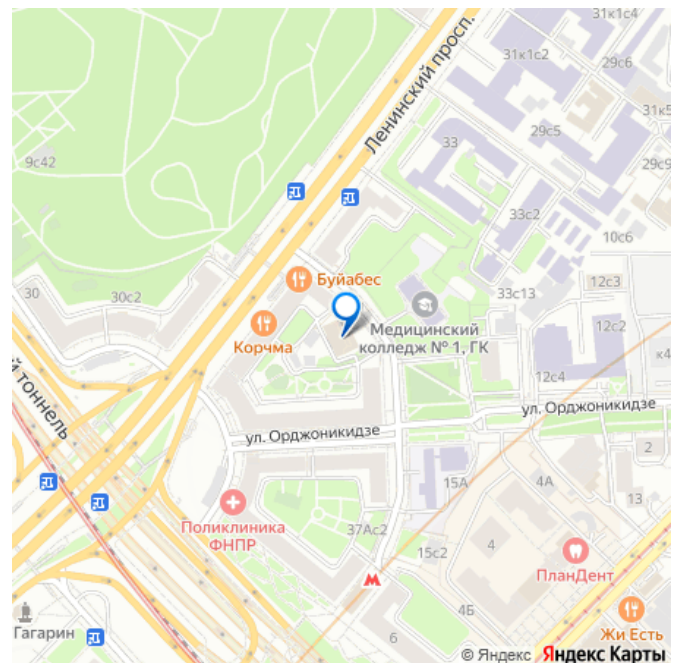 31к1с4
31к1с2
29с6
Ленинский просп.
31к5
33
29с5
29с9
9с42
33с2
10с6
12с3
Буйабес
33с13
30
30с2
12с2
Корчма
Медицинский
колледж № 1, ГК
к4
12с4
й тоннель
ул. Орджоникидзе
ул. Орджоникидзе
2
15А
4А
13
Поликлиника
ФНПР
37Ас2
4
15с2
ПланДент
4Б
Гагарин
6
Жи Есть
© Яндекс Яндекс Карты